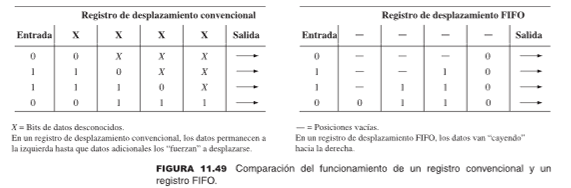 Registro de desplazamiento convencional
Entrada X X X X Salida
0 0 X X X
1 1 0 X X
1 1 1 0 X
0 0 1 1 1
X = Bits de datos desconocidos.
En un registro de desplazamiento convencional, los datos permanecen a
la izquierda hasta que datos adicionales los “fuerzan” a desplazarse.
Registro de desplazamiento FIFO
Entrada — — — — Salida
0 — — — 0
1 — — 1 0
1 — 1 1 0
0 0 1 1 0
— = Posiciones vacías.
En un registro de desplazamiento FIFO, los datos van “cayendo”
hacia la derecha.
FIGURA 11.49 Comparación del funcionamiento de un registro convencional y un
registro FIFO.